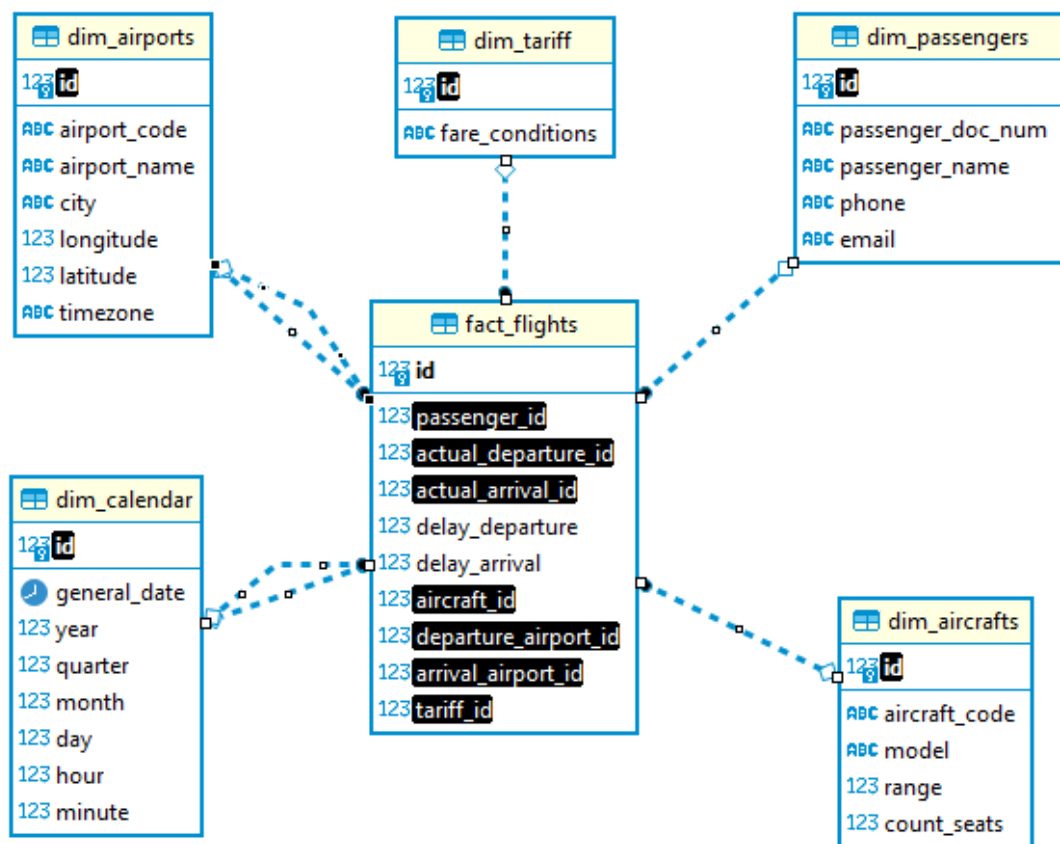 dim_airports
123 id
ABC airport_code
ABC airport_name
ABC city
123 longitude
123 latitude
ABC timezone
dim_tariff
123 id
ABC fare_conditions
dim_passengers
123 id
ABC passenger_doc_num
ABC passenger_name
ABC phone
ABC email
fact_flights
123 id
123 passenger_id
123 actual_departure_id
123 actual_arrival_id
123 delay_departure
123 delay_arrival
123 aircraft_id
123 departure_airport_id
123 arrival_airport_id
123 tariff_id
dim_calendar
123 id
general_date
123 year
123 quarter
123 month
123 day
123 hour
123 minute
dim_aircrafts
123 id
ABC aircraft_code
ABC model
123 range
123 count_seats